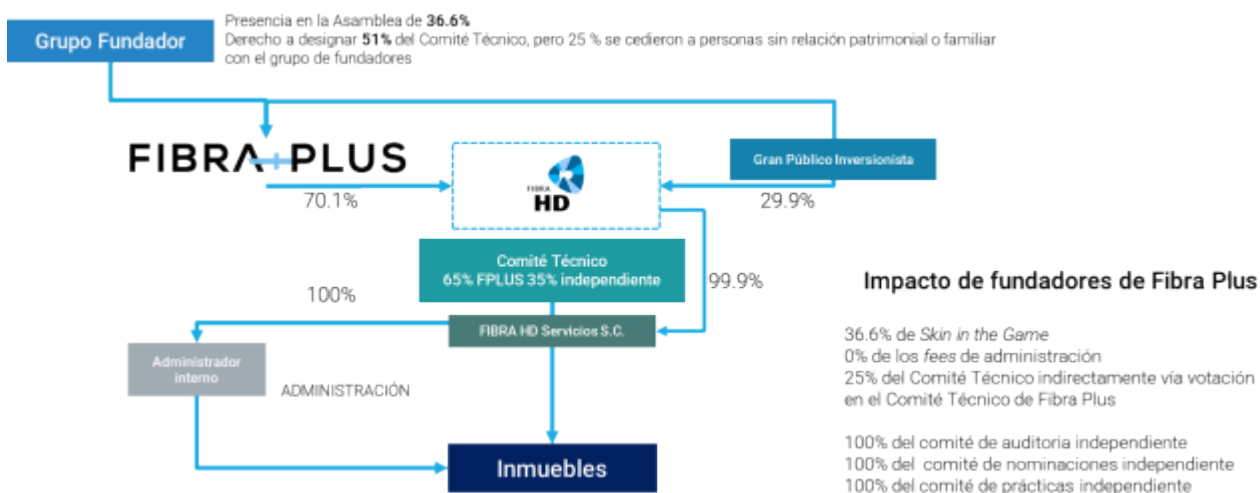 Presencia en la Asamblea de 36.6%
Grupo Fundador
Derecho a designar 51% del Comité Técnico, pero 25 % se cedieron a personas sin relación patrimonial o familiar
con el grupo de fundadores
FIBRA PLUS
FIBRA
HD
Gran Público Inversionista
70.1%
29.9%
Comité Técnico
65% FPLUS 35% independiente
99.9%
100%
FIBRA HD Servicios S.C.
Administrador
Interno
ADMINISTRACIÓN
Inmuebles
Impacto de fundadores de Fibra Plus
36.6% de Skin in the Game
0% de los fees de administración
25% del Comité Técnico indirectamente vía votación
en el Comité Técnico de Fibra Plus
100% del comité de auditoria independiente
100% del comité de nominaciones independiente
100% del comité de prácticas independiente